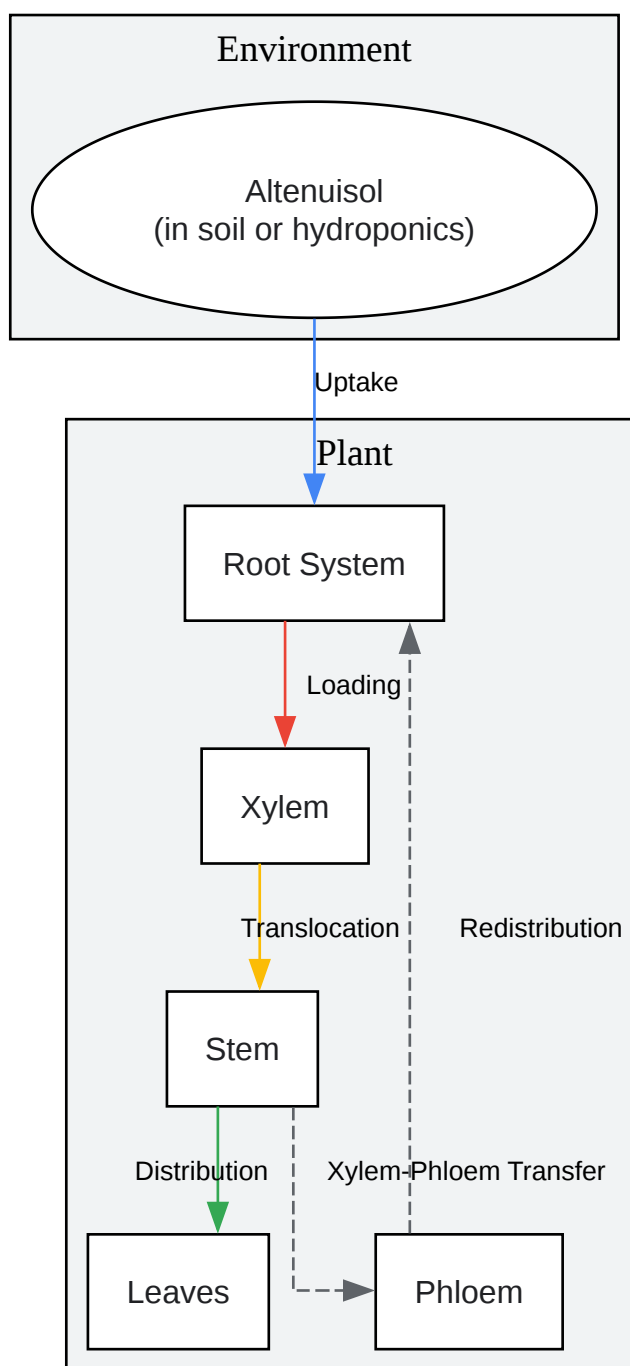 Environment
Altenuisol
(in soil or hydroponics)
Uptake
Plant
Root System
Loading
Xylem
Translocation
Redistribution
Stem
Distribution
Xylem-Phloem Transfer
Leaves
Phloem